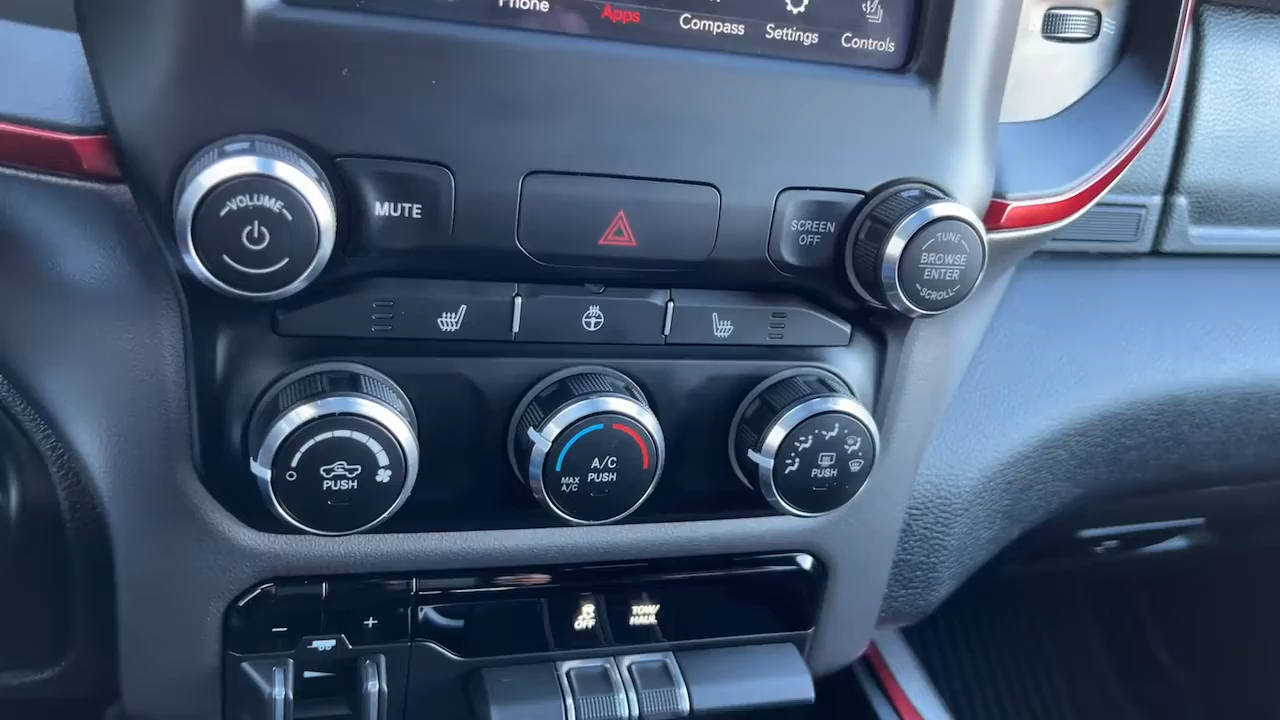 Phone
Apps
Compass
Settings
Controls
VOLUME
MUTE
SCREEN
OFF
TUNE
BROWSE
ENTER
SCROLL
PUSH
A/C
PUSH
MAX
A/C
PUSH
- +
OFF
TOW/
HAUL